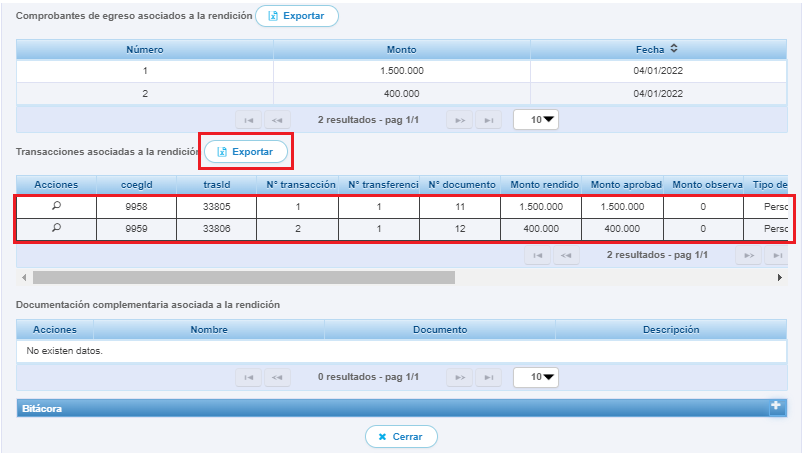 Comprobantes de egreso asociados a la rendición Exportar
Número Monto Fecha
1 1.500.000 04/01/2022
2 400.000 04/01/2022
2 resultados - pag 1/1 10
Transacciones asociadas a la rendición Exportar
Acciones coegId trasId N° transacción N° transferenci N° documento Monto rendido Monto aprobad Monto observa Tipo de
9958 33805 1 1 11 1.500.000 1.500.000 0 Perso
9959 33806 2 1 12 400.000 400.000 0 Perso
2 resultados - pag 1/1
Documentación complementaria asociada a la rendición
Acciones Nombre Documento Descripción
No existen datos.
0 resultados - pag 1/1 10
Bitácora
Cerrar